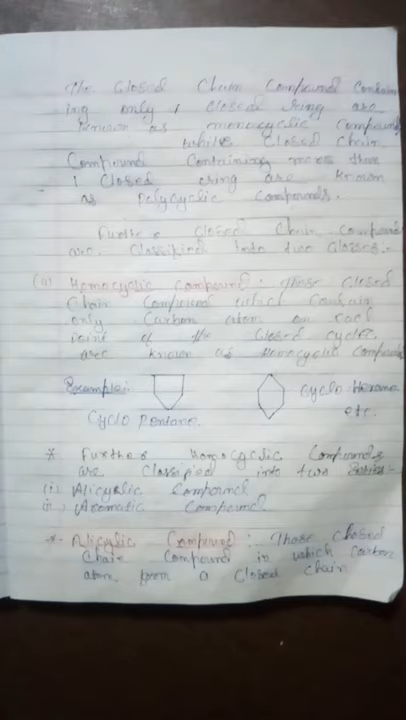 The Closed Chain Compound Contain
ing only 1 closed ring are
known as monocyclic Compound
while Closed Chain
Compound Containing more than
1 Closed ring are known
as Polycyclic Compounds.
Further Closed Chain Compound
are Classified into two Classes.
(a) Homocyclic Compound: Those Closed
Chain Compound which Contain
only Carbon atom on each
point of the Closed cyclic.
are known as Homocyclic Compound
Example:
Cyclo Hexane
etc.
Cyclo Pentane.
* Further Homocyclic Compounds
are Classified into two
(i) Alicyclic Compound
ii) Aromatic Compound
* Alicyclic Compound: Those Closed
Chain Compound in which Carbon
atom form a Closed Chain